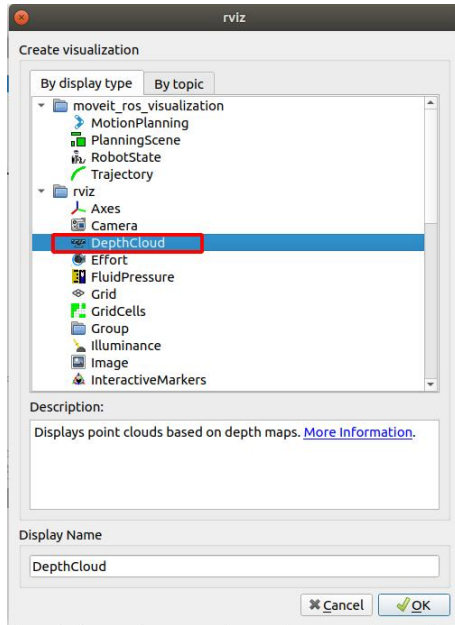 rviz
Create visualization
By display type By topic
moveit_ros_visualization
MotionPlanning
PlanningScene
RobotState
Trajectory
rviz
Axes
Camera
DepthCloud
Effort
FluidPressure
Grid
GridCells
Group
Illuminance
Image
InteractiveMarkers
Description:
Displays point clouds based on depth maps. More Information.
Display Name
DepthCloud
Cancel OK